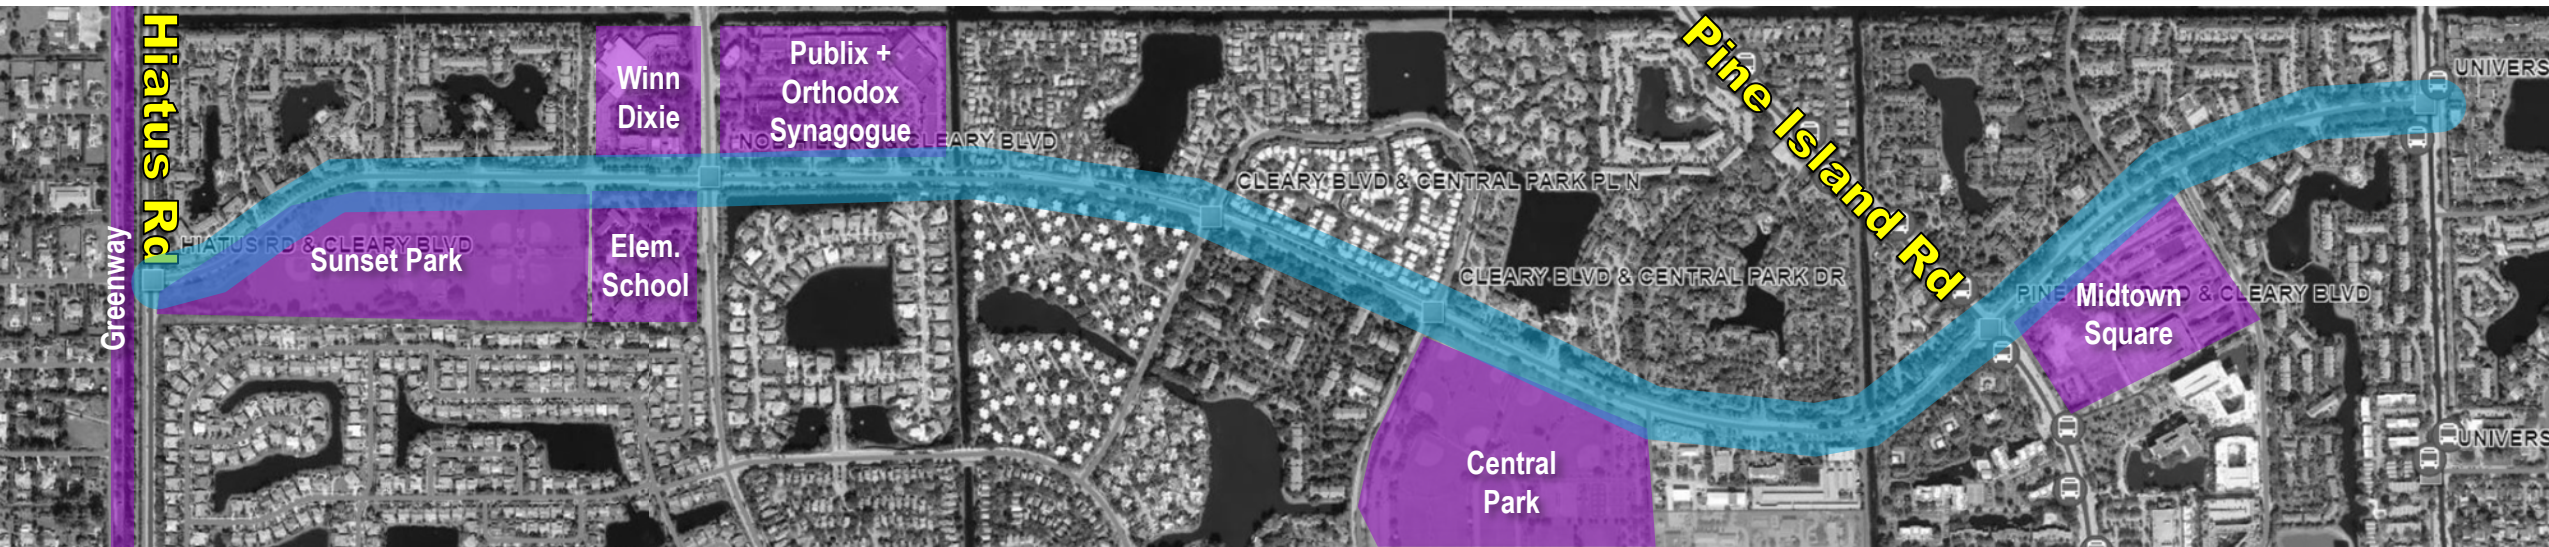 Hiatus Rd
Greenway
Winn
Dixie
Publix +
Orthodox
Synagogue
CLEARY BLVD
HIATUS RD & CLEARY BLVD
Sunset Park
Elem.
School
CLEARY BLVD & CENTRAL PARK PL N
CLEARY BLVD & CENTRAL PARK DR
Central
Park
Pine Island Rd
PINE & CLEARY BLVD
Midtown
Square
UNIVERS
UNIVERS